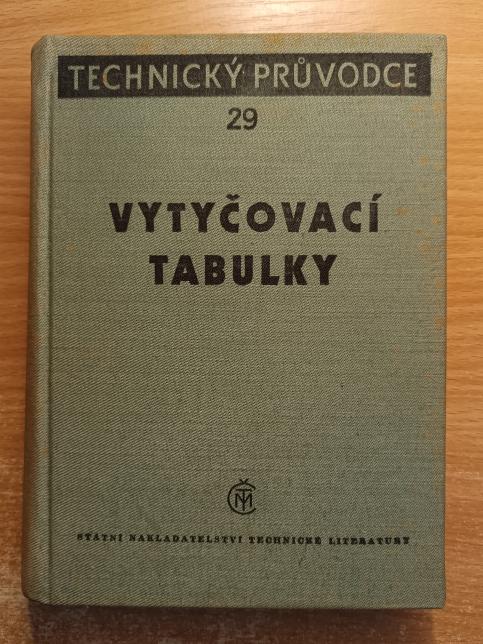 TECHNICKÝ PRŮVODCE
29
VYTYČOVACÍ
TABULKY
STÁTNÍ NAKLADATELSTVÍ TECHNICKÉ LITERATURY